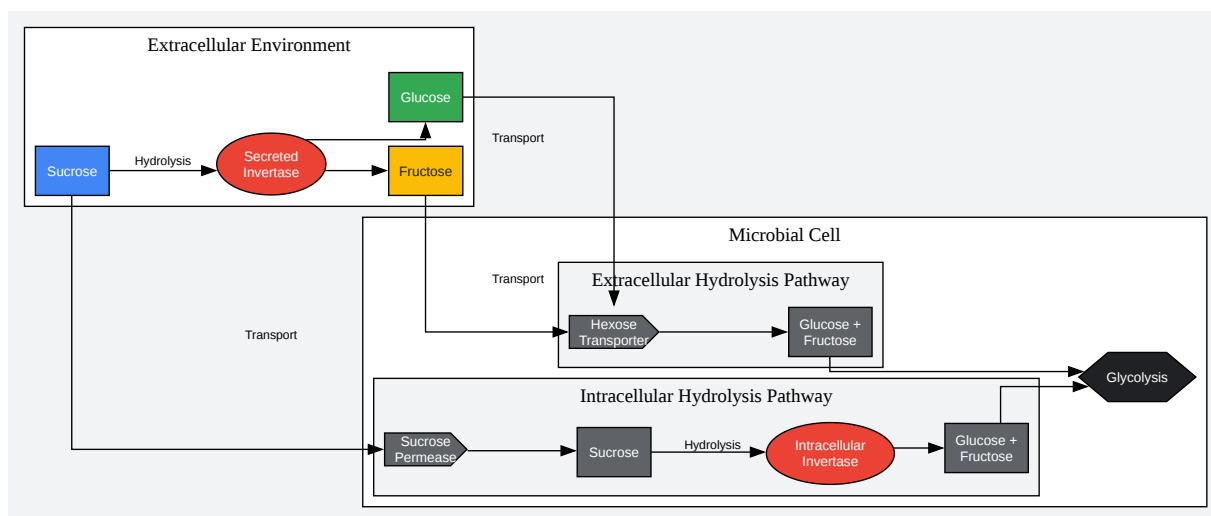 Extracellular Environment
Glucose
Transport
Hydrolysis
Secreted
Invertase
Sucrose
Fructose
Microbial Cell
Transport
Extracellular Hydrolysis Pathway
Hexose
Transporter
Glucose +
Fructose
Transport
Glycolysis
Intracellular Hydrolysis Pathway
Sucrose
Permease
Sucrose
Hydrolysis
Intracellular
Invertase
Glucose +
Fructose